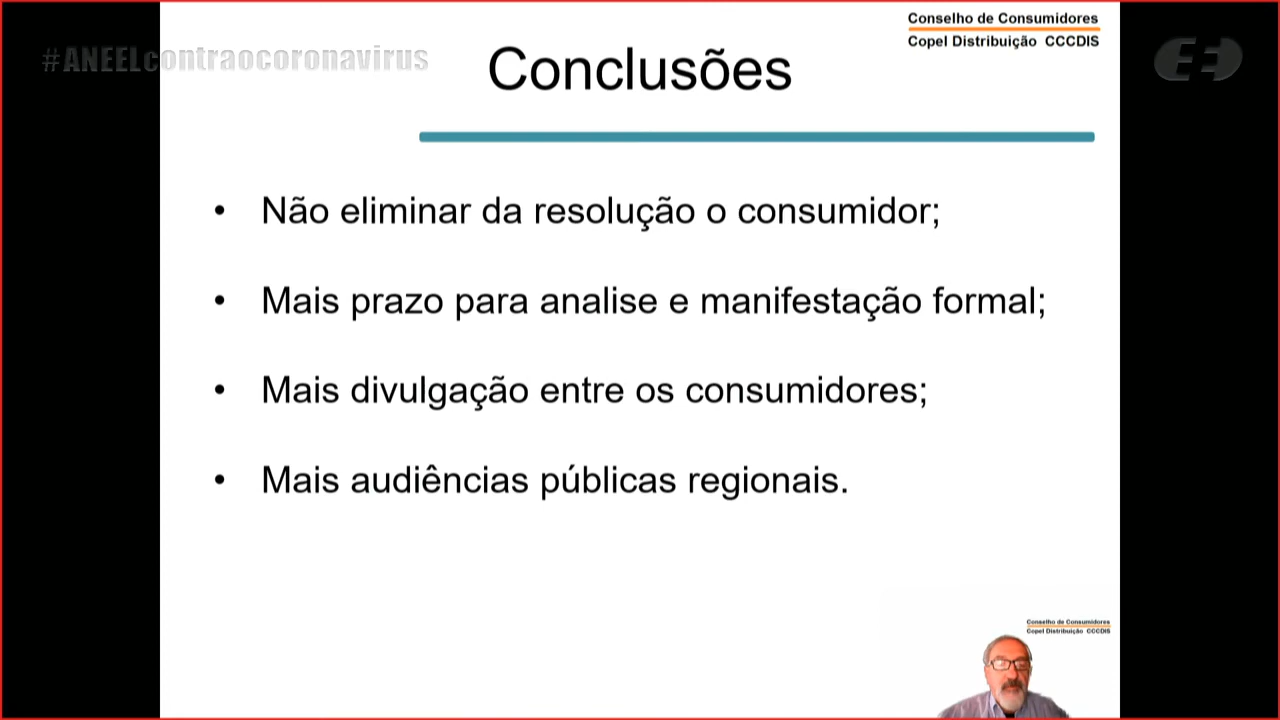 Conselho de Consumidores
Copel Distribuição CCCDIS
#ANEELcontraocoronavirus
Conclusões
• Não eliminar da resolução o consumidor;
• Mais prazo para analise e manifestação formal;
• Mais divulgação entre os consumidores;
• Mais audiências públicas regionais.
Conselho de Consumidores
Copel Distribuição CCCDIS